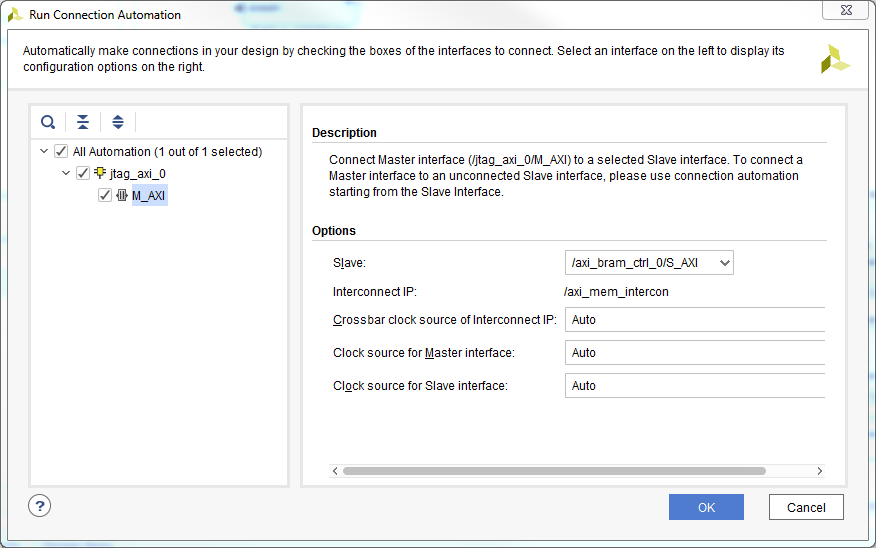 Run Connection Automation
Automatically make connections in your design by checking the boxes of the interfaces to connect. Select an interface on the left to display its
configuration options on the right.
All Automation (1 out of 1 selected)
jtag_axi_0
M_AXI
Description
Connect Master interface (/jtag_axi_0/M_AXI) to a selected Slave interface. To connect a
Master interface to an unconnected Slave interface, please use connection automation
starting from the Slave Interface.
Options
Slave: /axi_bram_ctrl_0/S_AXI
Interconnect IP: /axi_mem_intercon
Crossbar clock source of Interconnect IP: Auto
Clock source for Master interface: Auto
Clock source for Slave interface: Auto
?
OK Cancel